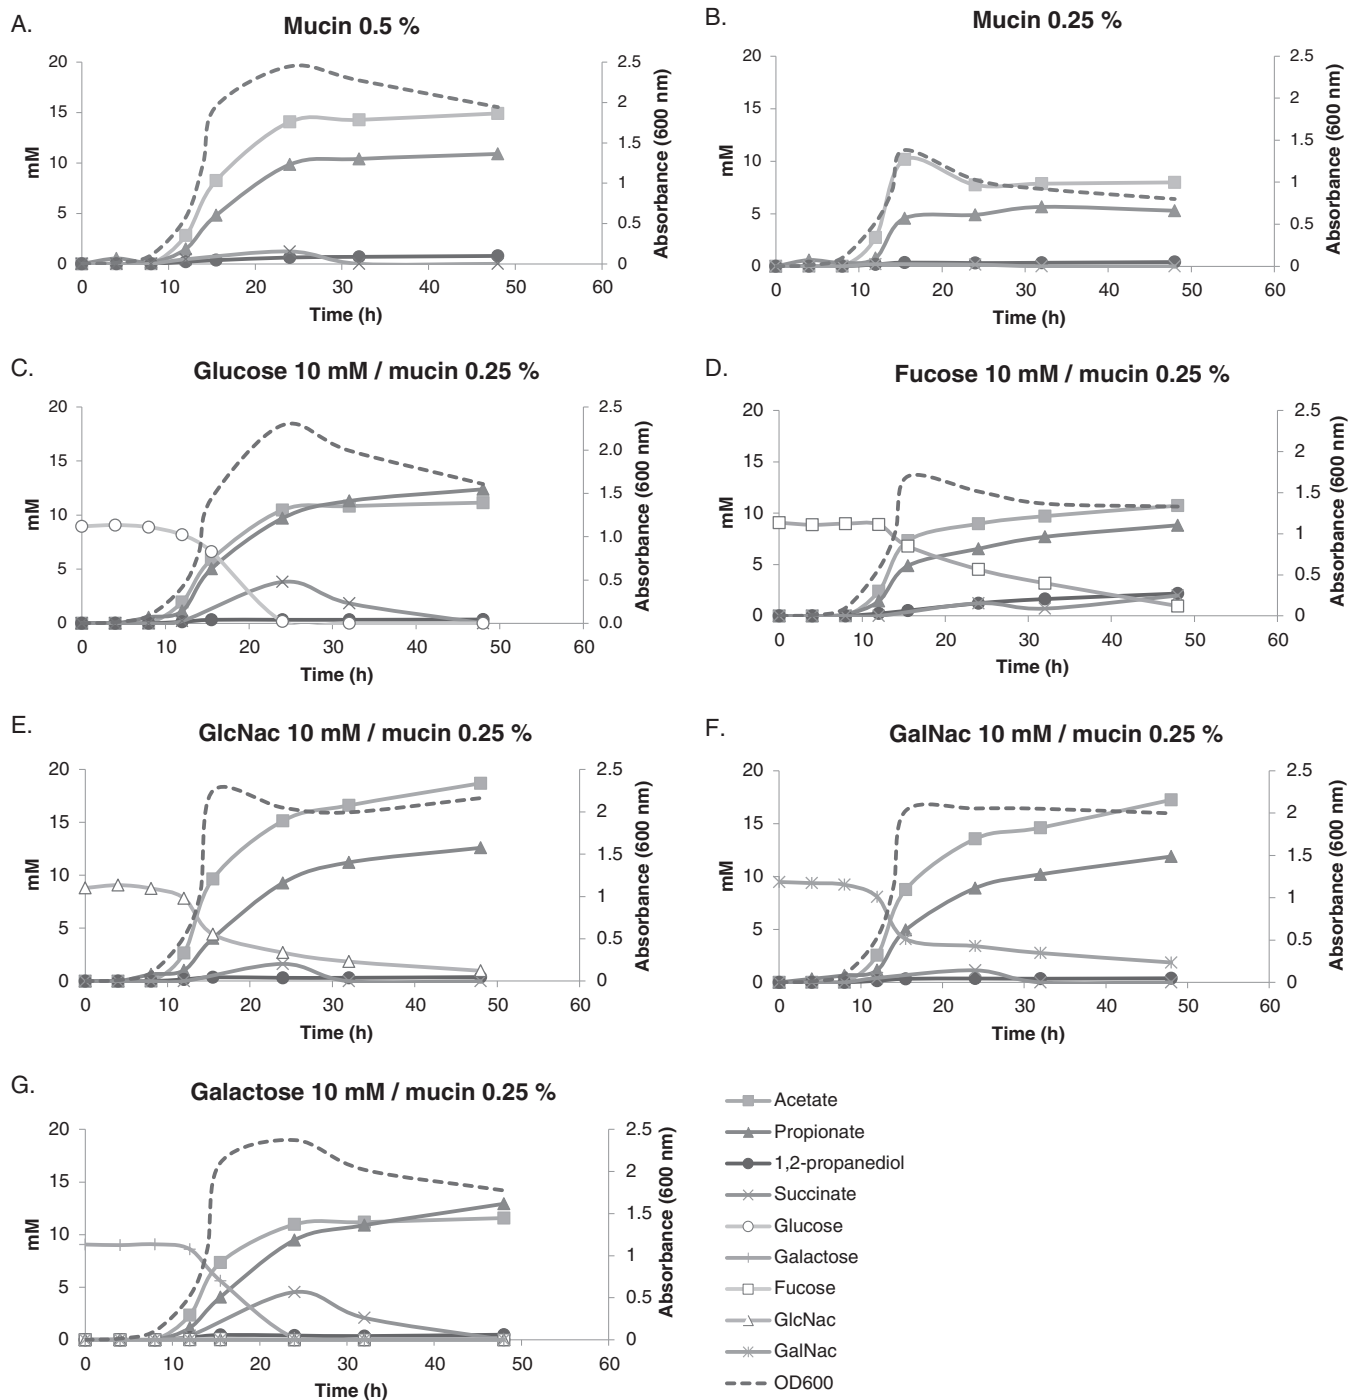 A.
Mucin 0.5 %
20
15
10
5
0
mM
2.5
2
1.5
1
0.5
0
Absorbance (600 nm)
0 10 20 30 40 50 60
Time (h)
B.
Mucin 0.25 %
20
15
10
5
0
mM
2.5
2
1.5
1
0.5
0
Absorbance (600 nm)
0 10 20 30 40 50 60
Time (h)
C.
Glucose 10 mM / mucin 0.25 %
20
15
10
5
0
mM
2.5
2.0
1.5
1.0
0.5
0.0
Absorbance (600 nm)
0 10 20 30 40 50 60
Time (h)
D.
Fucose 10 mM / mucin 0.25 %
20
15
10
5
0
mM
2.5
2
1.5
1
0.5
0
Absorbance (600 nm)
0 10 20 30 40 50 60
Time (h)
E.
GlcNac 10 mM / mucin 0.25 %
20
15
10
5
0
mM
2.5
2
1.5
1
0.5
0
Absorbance (600 nm)
0 10 20 30 40 50 60
Time (h)
F.
GalNac 10 mM / mucin 0.25 %
20
15
10
5
0
mM
2.5
2
1.5
1
0.5
0
Absorbance (600 nm)
0 10 20 30 40 50 60
Time (h)
G.
Galactose 10 mM / mucin 0.25 %
20
15
10
5
0
mM
2.5
2
1.5
1
0.5
0
Absorbance (600 nm)
0 10 20 30 40 50 60
Time (h)
Acetate
Propionate
1,2-propanediol
Succinate
Glucose
Galactose
Fucose
GlcNac
GalNac
OD600